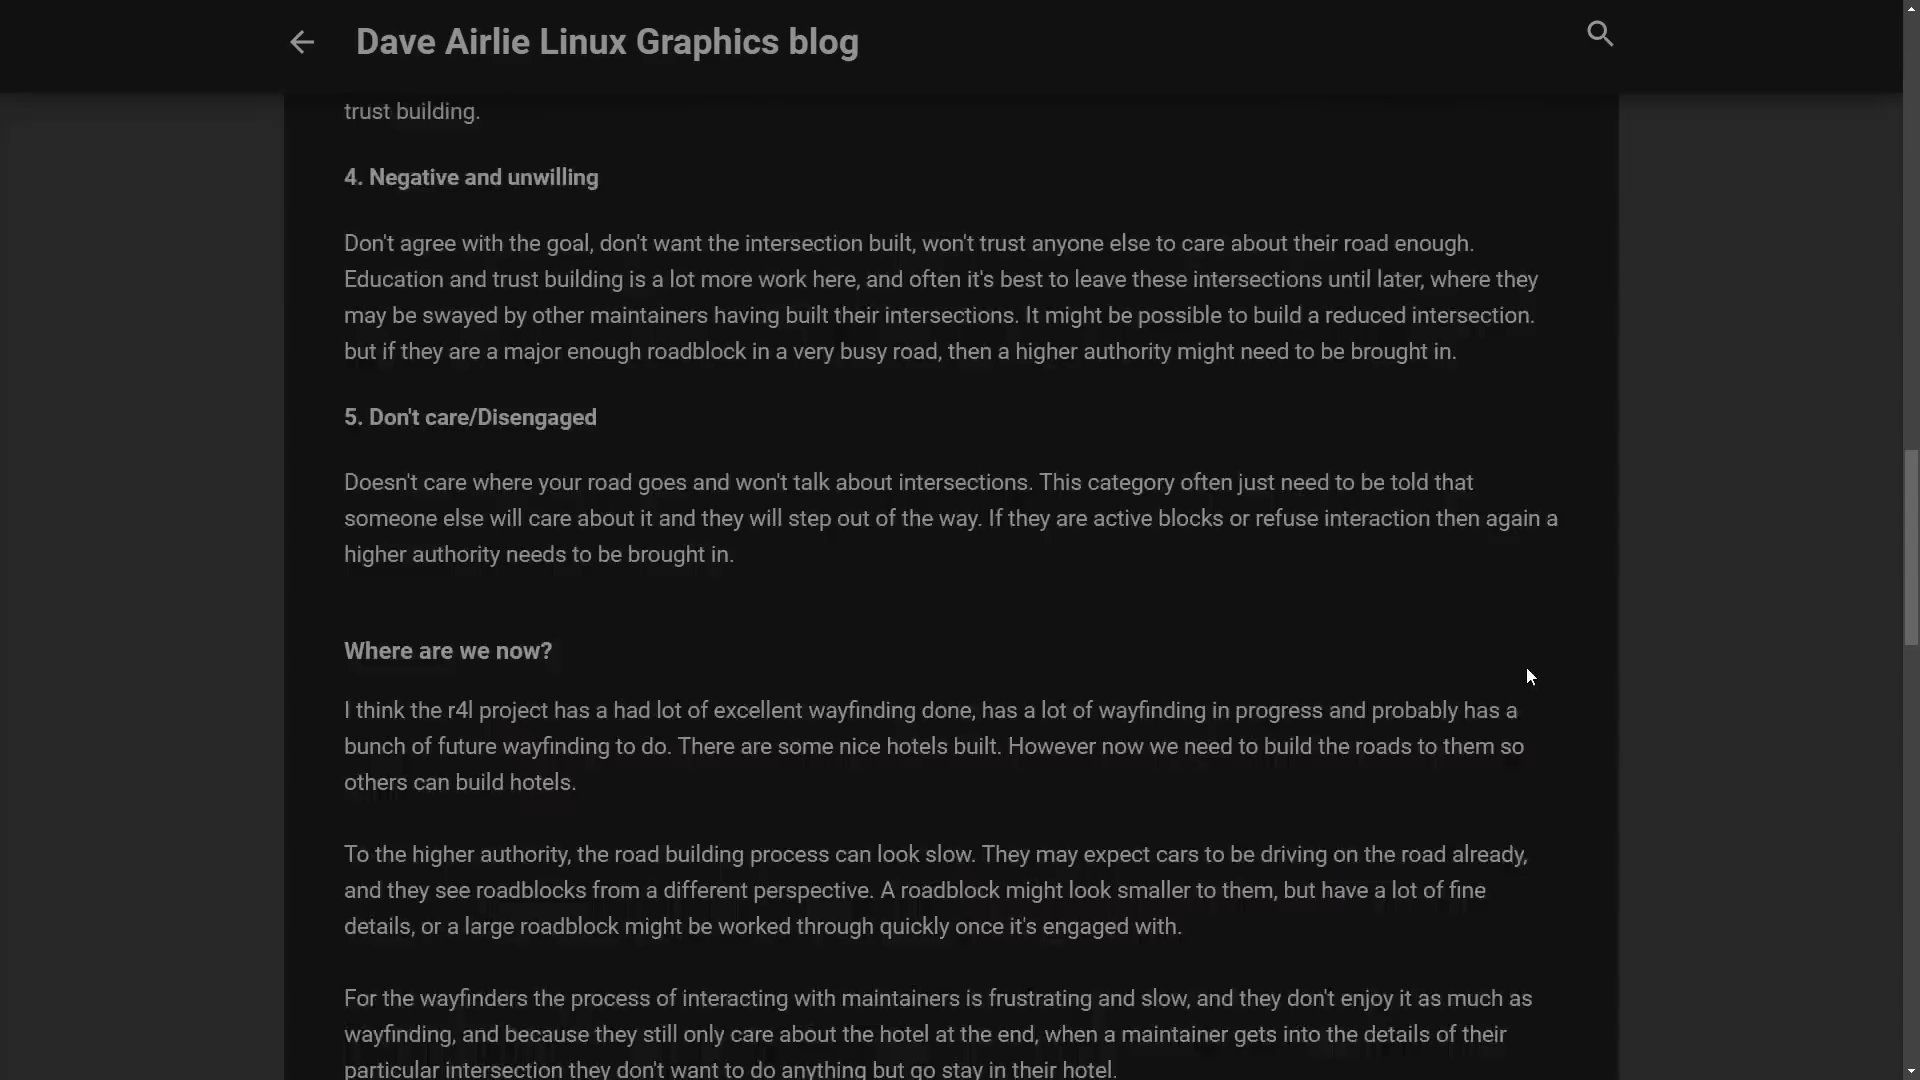 Dave Airlie Linux Graphics blog
trust building.
4. Negative and unwilling
Don't agree with the goal, don't want the intersection built, won't trust anyone else to care about their road enough.
Education and trust building is a lot more work here, and often it's best to leave these intersections until later, where they
may be swayed by other maintainers having built their intersections. It might be possible to build a reduced intersection.
but if they are a major enough roadblock in a very busy road, then a higher authority might need to be brought in.
5. Don't care/Disengaged
Doesn't care where your road goes and won't talk about intersections. This category often just need to be told that
someone else will care about it and they will step out of the way. If they are active blocks or refuse interaction then again a
higher authority needs to be brought in.
Where are we now?
I think the r4l project has a had lot of excellent wayfinding done, has a lot of wayfinding in progress and probably has a
bunch of future wayfinding to do. There are some nice hotels built. However now we need to build the roads to them so
others can build hotels.
To the higher authority, the road building process can look slow. They may expect cars to be driving on the road already,
and they see roadblocks from a different perspective. A roadblock might look smaller to them, but have a lot of fine
details, or a large roadblock might be worked through quickly once it's engaged with.
For the wayfinders the process of interacting with maintainers is frustrating and slow, and they don't enjoy it as much as
wayfinding, and because they still only care about the hotel at the end, when a maintainer gets into the details of their
particular intersection they don't want to do anything but go stay in their hotel.